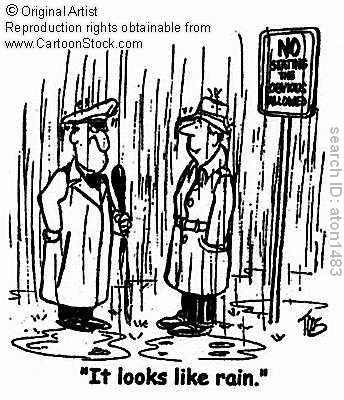 © Original Artist
Reproduction rights obtainable from
www.CartoonStock.com
NO
STATING
THE
OBVIOUS
ALLOWED
search ID: aton1483
"It looks like rain."